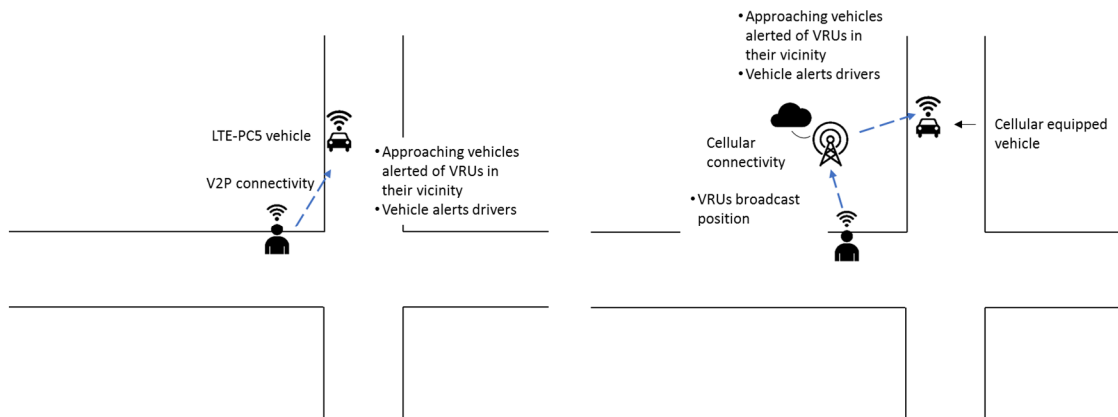 LTE-PC5 vehicle
V2P connectivity
•Approaching vehicles
alerted of VRUs in
their vicinity
•Vehicle alerts drivers
•Approaching vehicles
alerted of VRUs in
their vicinity
•Vehicle alerts drivers
Cellular
connectivity
Cellular equipped
vehicle
•VRUs broadcast
position